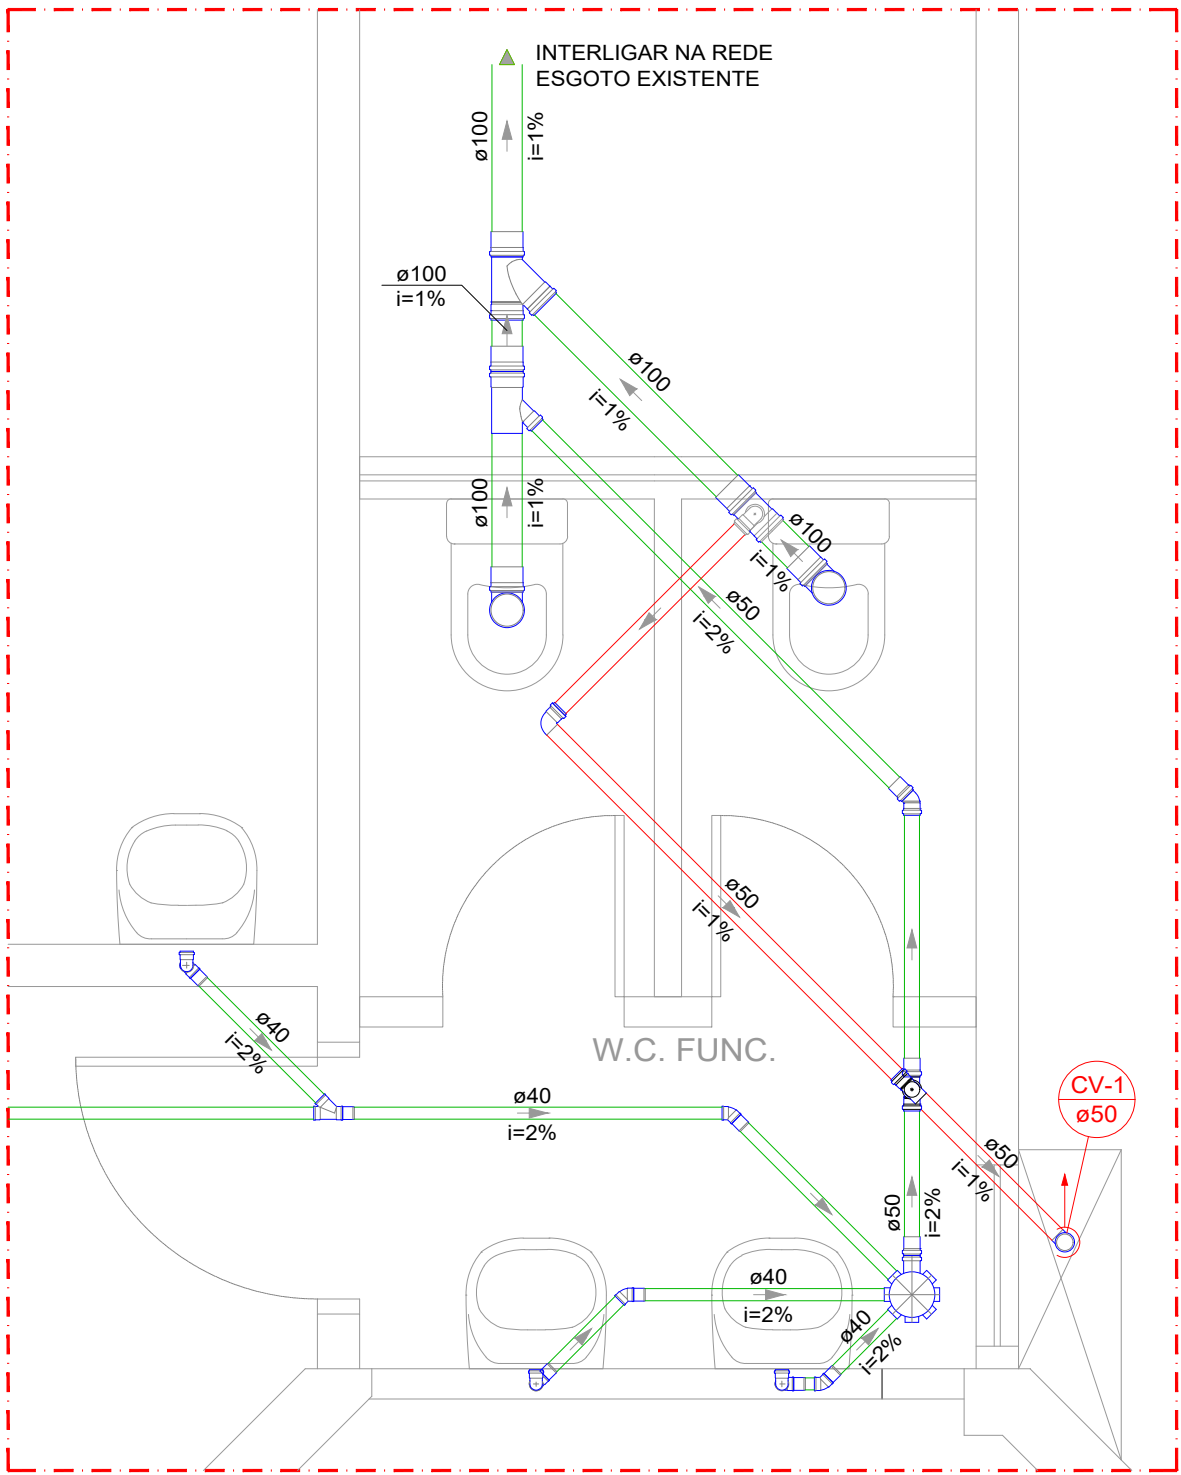 INTERLIGAR NA REDE
ESGOTO EXISTENTE
ø100
i=1%
ø100
i=1%
ø100
i=1%
ø100
i=1%
ø100
i=1%
ø50
i=2%
ø50
i=1%
W.C. FUNC.
ø40
i=2%
ø40
i=2%
CV-1
ø50
ø50
i=1%
ø50
i=2%
ø40
i=2%
ø40
i=2%